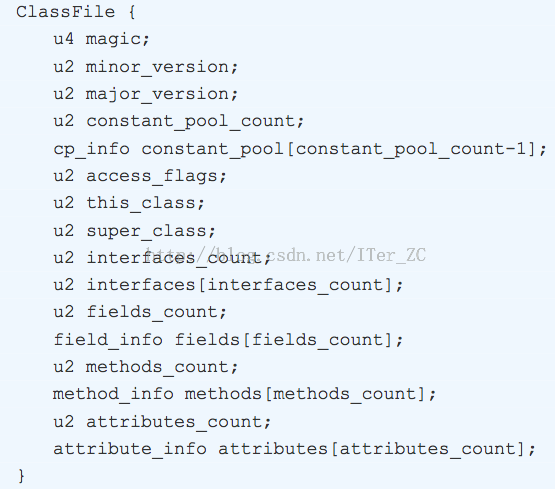 ClassFile {
u4 magic;
u2 minor_version;
u2 major_version;
u2 constant_pool_count;
cp_info constant_pool[constant_pool_count-1];
u2 access_flags;
u2 this_class;
u2 super_class;
http://blog.csdn.net/ITer_ZC
u2 interfaces_count;
u2 interfaces[interfaces_count];
u2 fields_count;
field_info fields[fields_count];
u2 methods_count;
method_info methods[methods_count];
u2 attributes_count;
attribute_info attributes[attributes_count];
}